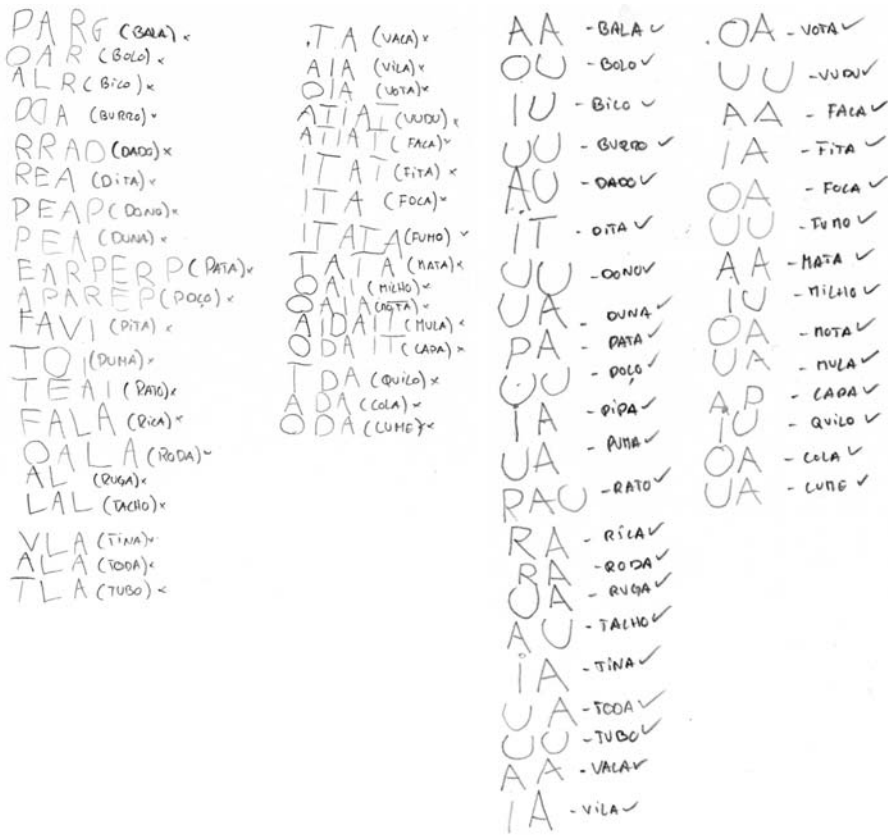 PARG (BALA) x
OAR (BOLO) x
ALR (BICO) x
OCIA (BURRO) x
RRAO (DADO) x
REA (DITA) x
PEAP (DONO) x
PEA (DUNA) x
EARPERP (PATA) x
APAREP (POÇO) x
FAVI (PITA) x
TOI (PUMA) x
TEAI (RATO) x
FALA (RICA) x
OALA (RODA) x
AL (RUGA) x
LAL (TACHO) x
VLA (TINA) x
ALA (TODA) x
TLA (TUBO) x
.TA (VACA) x
AIA (VILA) x
OIA (VOTA) x
ATIAI (VUDU) x
ATIAT (FACA) x
ITAT (FITA) x
ITA (FOCA) x
ITATA (FUMO) x
TATA (MATA) x
OAI (MILHO) x
OAIA (NOTA) x
AIDAIT (MULA) x
ODAIT (CAPA) x
TDA (QUILO) x
ADA (COLA) x
ODA (LUME) x
AA - BALA ✓
OU - BOLO ✓
IU - BICO ✓
UU - BURRO ✓
AU - DADO ✓
IT - DITA ✓
UU - DONO ✓
UA - DUNA ✓
PA - PATA ✓
UU - POÇO ✓
IA - PIPA ✓
UA - PUMA ✓
RAU - RATO ✓
RA - RICA ✓
RA - RODA ✓
UA - RUGA ✓
AU - TALHO ✓
IA - TINA ✓
UA - TODA ✓
UU - TUBO ✓
AA - VACA ✓
IA - VILA ✓
.OA - VOTA ✓
UU - VUDU ✓
AA - FACA ✓
IA - FITA ✓
OA - FOCA ✓
UU - FUMO ✓
AA - MATA ✓
IU - MILHO ✓
OA - NOTA ✓
UA - MULA ✓
AP - CAPA ✓
IU - QUILO ✓
OA - COLA ✓
UA - LUME ✓